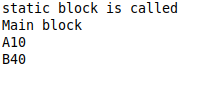 static block is called
Main block
A10
B40